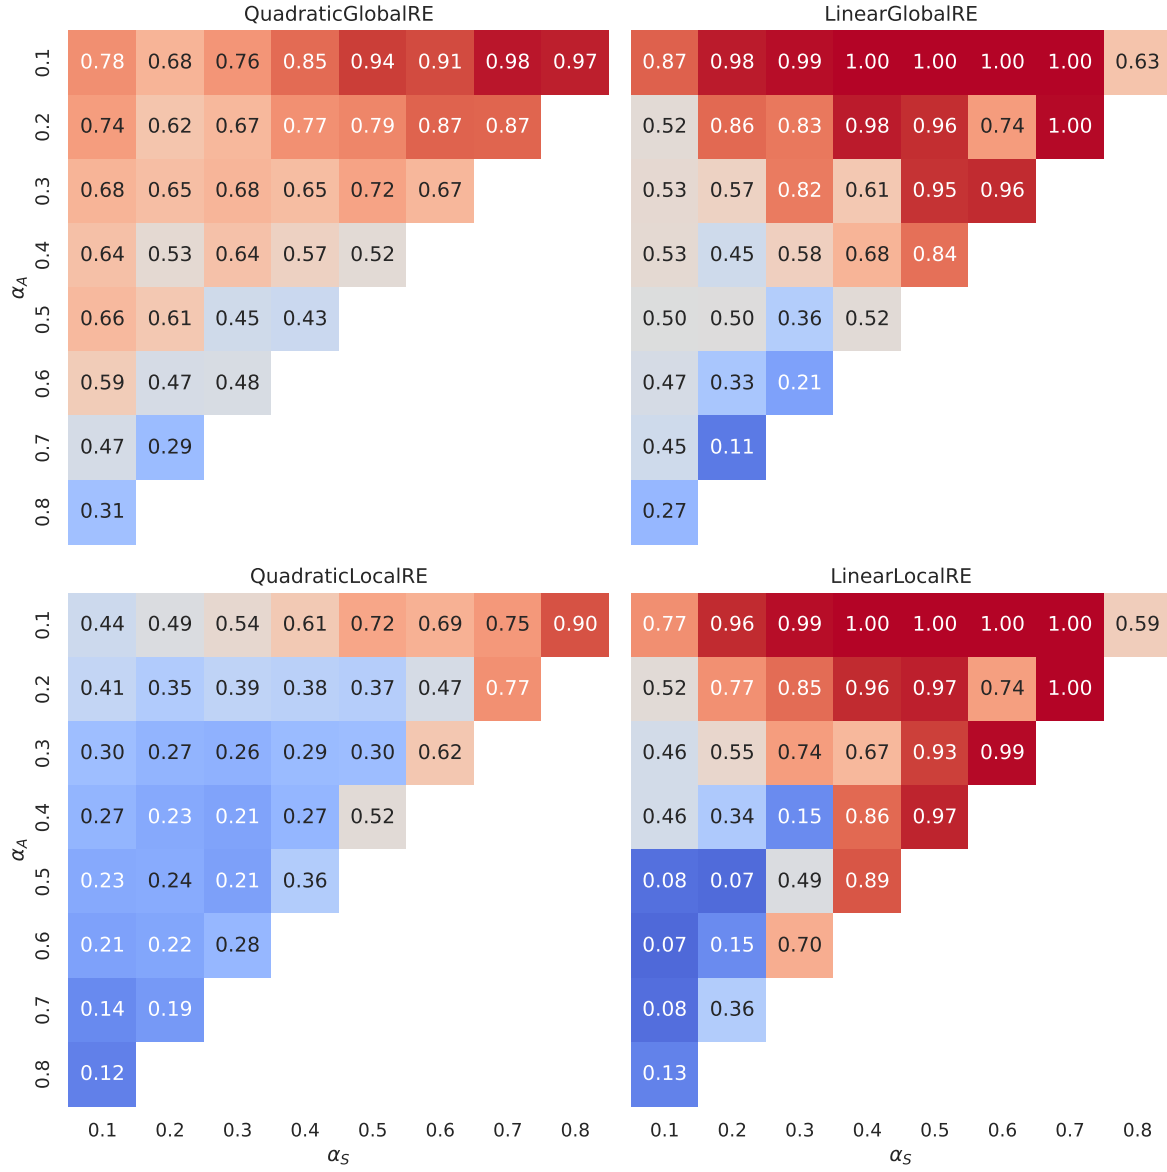 QuadraticGlobalRE
0.1 0.78 0.68 0.76 0.85 0.94 0.91 0.98 0.97
0.2 0.74 0.62 0.67 0.77 0.79 0.87 0.87
0.3 0.68 0.65 0.68 0.65 0.72 0.67
0.4 0.64 0.53 0.64 0.57 0.52
0.5 0.66 0.61 0.45 0.43
0.6 0.59 0.47 0.48
0.7 0.47 0.29
0.8 0.31
α_A
LinearGlobalRE
0.87 0.98 0.99 1.00 1.00 1.00 1.00 0.63
0.52 0.86 0.83 0.98 0.96 0.74 1.00
0.53 0.57 0.82 0.61 0.95 0.96
0.53 0.45 0.58 0.68 0.84
0.50 0.50 0.36 0.52
0.47 0.33 0.21
0.45 0.11
0.27
QuadraticLocalRE
0.1 0.44 0.49 0.54 0.61 0.72 0.69 0.75 0.90
0.2 0.41 0.35 0.39 0.38 0.37 0.47 0.77
0.3 0.30 0.27 0.26 0.29 0.30 0.62
0.4 0.27 0.23 0.21 0.27 0.52
0.5 0.23 0.24 0.21 0.36
0.6 0.21 0.22 0.28
0.7 0.14 0.19
0.8 0.12
α_A
0.1 0.2 0.3 0.4 0.5 0.6 0.7 0.8
α_S
LinearLocalRE
0.77 0.96 0.99 1.00 1.00 1.00 1.00 0.59
0.52 0.77 0.85 0.96 0.97 0.74 1.00
0.46 0.55 0.74 0.67 0.93 0.99
0.46 0.34 0.15 0.86 0.97
0.08 0.07 0.49 0.89
0.07 0.15 0.70
0.08 0.36
0.13
0.1 0.2 0.3 0.4 0.5 0.6 0.7 0.8
α_S